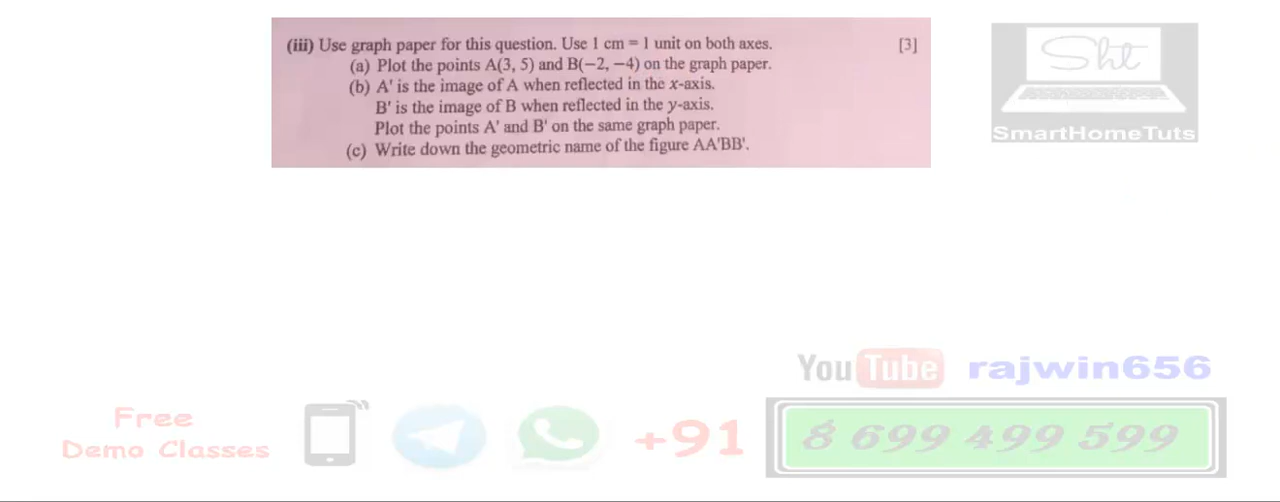 (iii) Use graph paper for this question. Use 1 cm = 1 unit on both axes. [3]
(a) Plot the points A(3, 5) and B(−2, −4) on the graph paper.
(b) A' is the image of A when reflected in the x-axis.
B' is the image of B when reflected in the y-axis.
Plot the points A' and B' on the same graph paper.
(c) Write down the geometric name of the figure AA'BB'.
Sht
SmartHomeTuts
YouTube rajwin656
Free
Demo Classes
+91 8 699 499 599